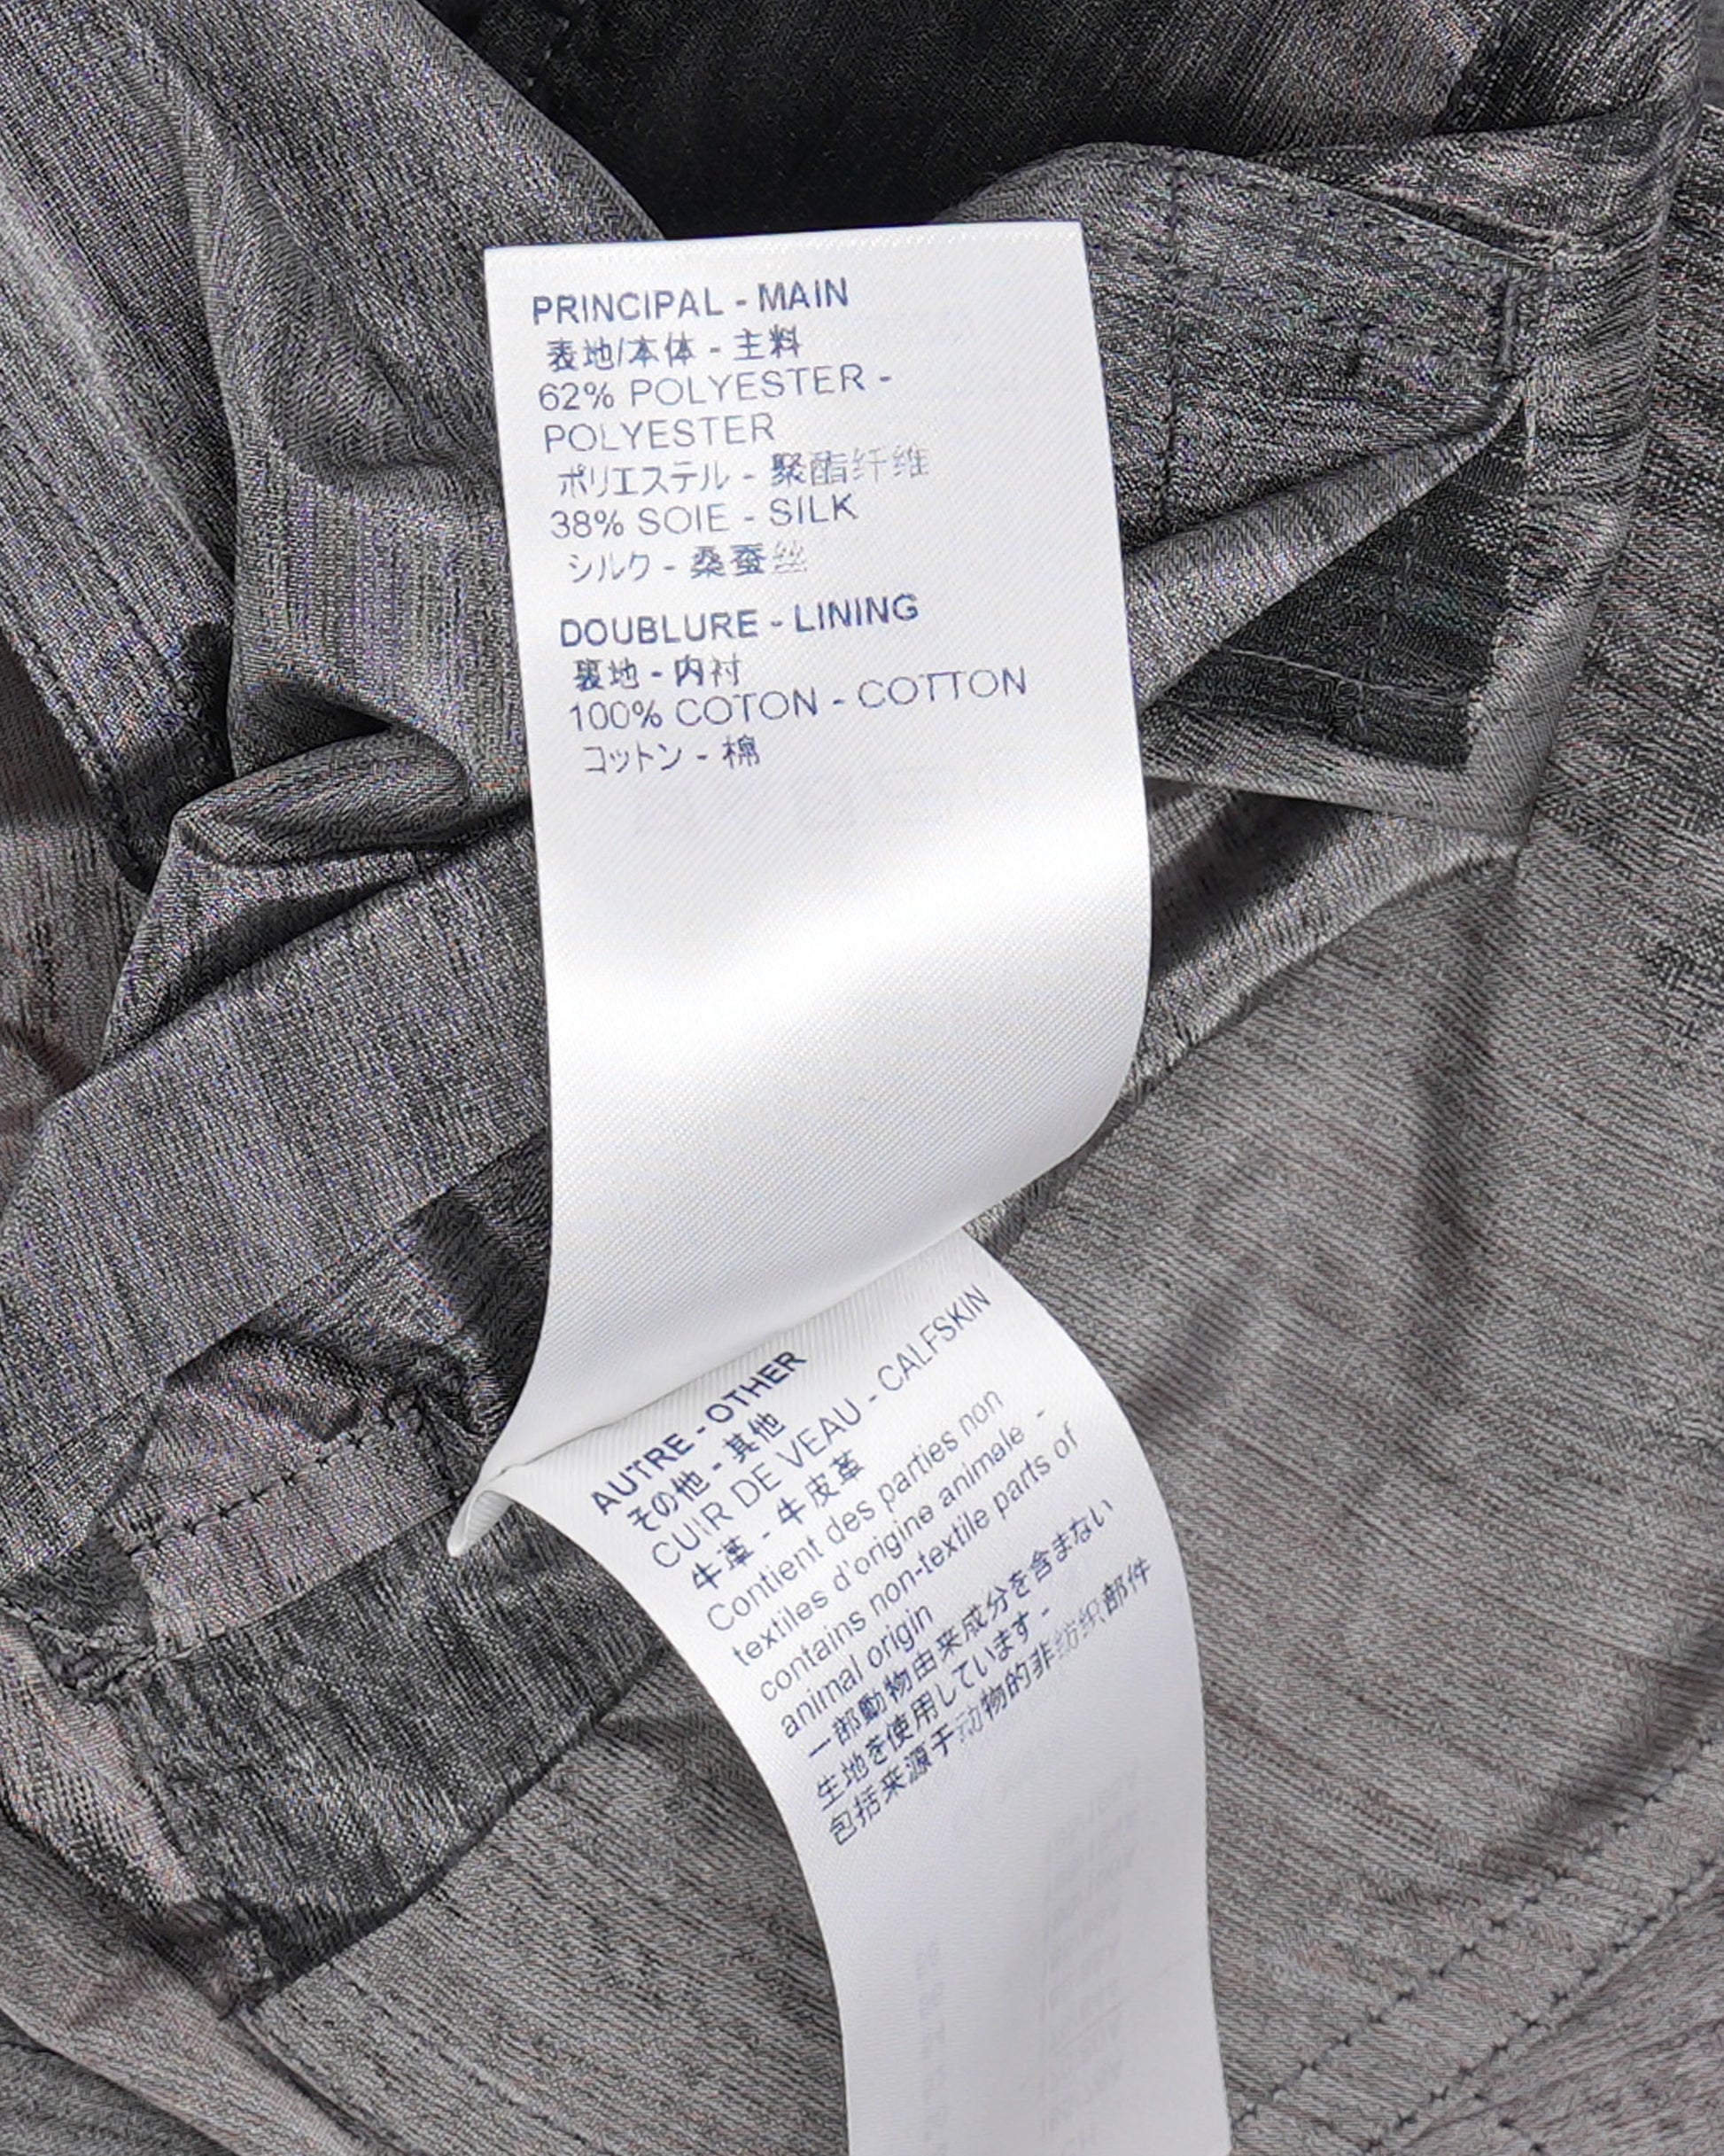 PRINCIPAL - MAIN
表地/本体 - 主料
62% POLYESTER -
POLYESTER
ポリエステル - 聚酯纤维
38% SOIE - SILK
シルク - 桑蚕丝
DOUBLURE - LINING
裏地 - 内衬
100% COTON - COTTON
コットン - 棉
AUTRE - OTHER
その他 - 其他
CUIR DE VEAU - CALFSKIN
牛革 - 牛皮革
Contient des parties non
textiles d'origine animale -
contains non-textile parts of
animal origin
一部動物由来成分を含まない
生地を使用しています -
包括来源于动物的非纺织部件